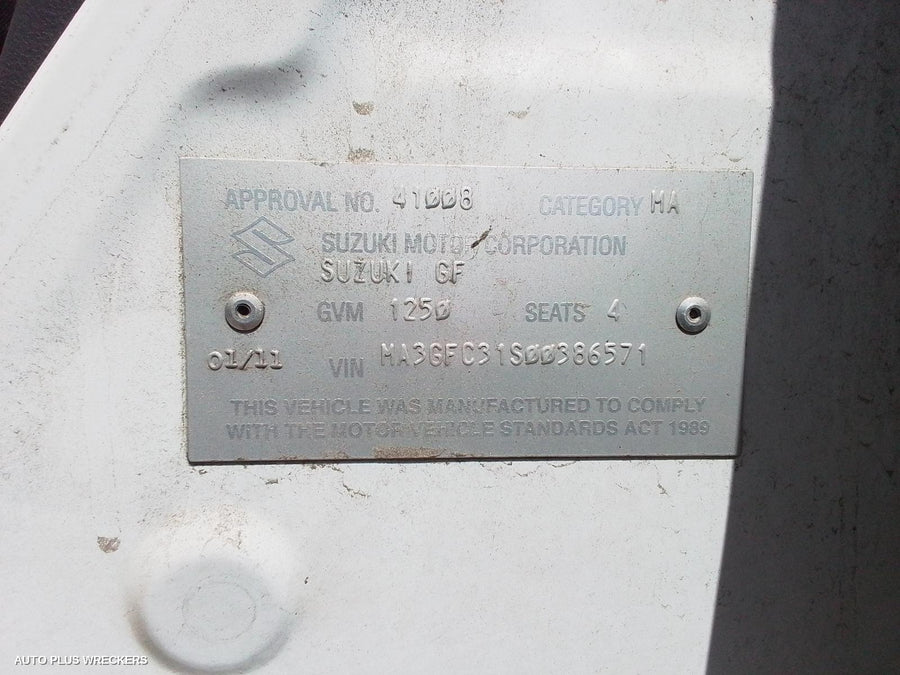 APPROVAL NO. 41008 CATEGORY MA
SUZUKI MOTOR CORPORATION
SUZUKI GF
GVM 1250 SEATS 4
01/11 VIN MA3GFC31S00386571
THIS VEHICLE WAS MANUFACTURED TO COMPLY
WITH THE MOTOR VEHICLE STANDARDS ACT 1989
AUTO PLUS WRECKERS